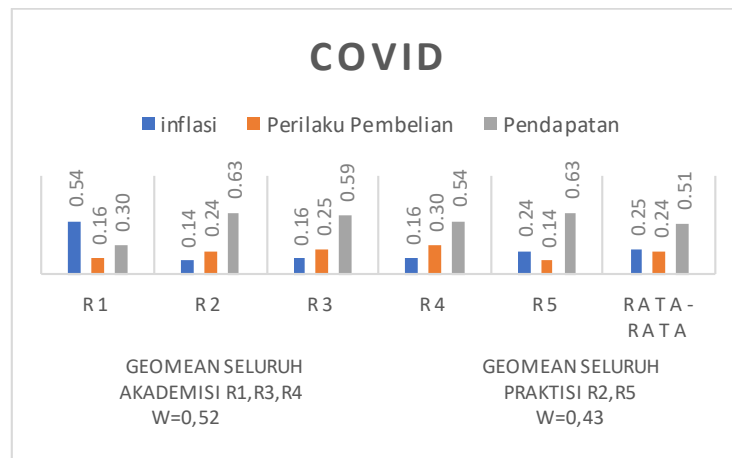 COVID
inflasi Perilaku Pembelian Pendapatan
0.54 0.16 0.30 0.14 0.24 0.63 0.16 0.25 0.59 0.16 0.30 0.54 0.24 0.14 0.63 0.25 0.24 0.51
R1 R2 R3 R4 R5 RATA-
RATA
GEOMEAN SELURUH
AKADEMISI R1,R3,R4
W=0,52
GEOMEAN SELURUH
PRAKTISI R2,R5
W=0,43